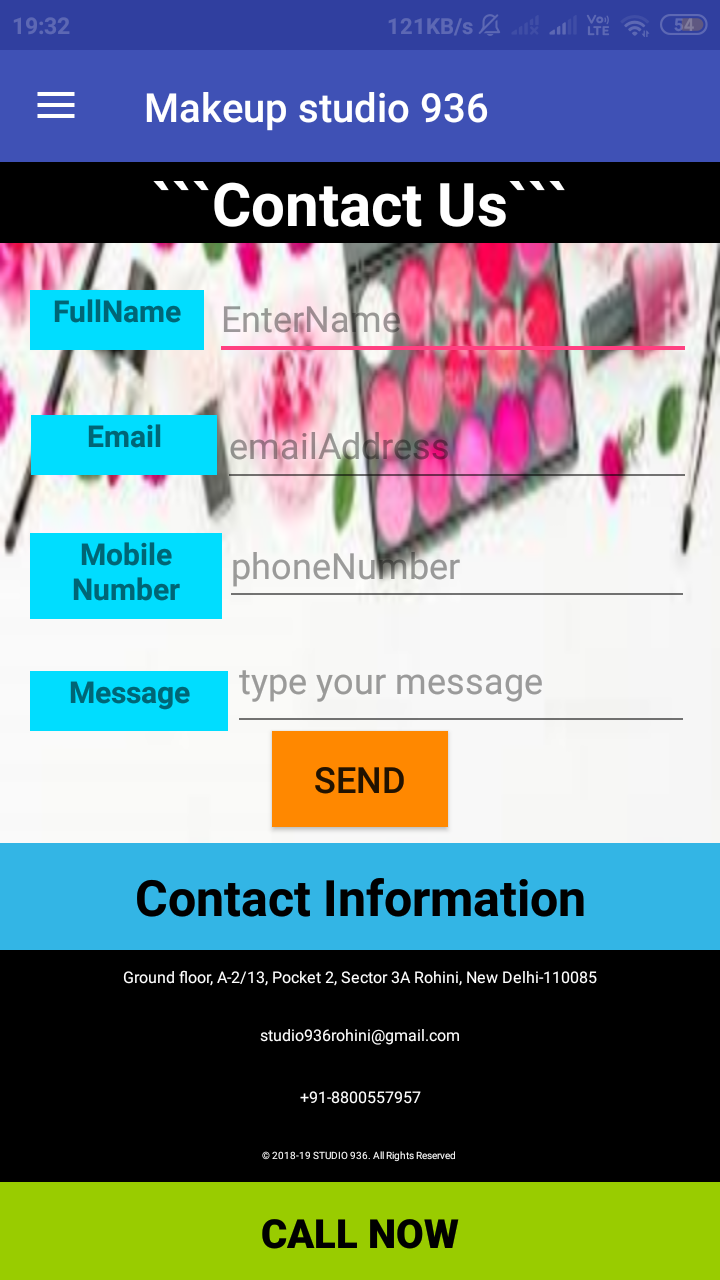 19:32 121KB/s Vo LTE 54
Makeup studio 936
```Contact Us```
FullName EnterName
iStock
Email emailAddress
Mobile
Number phoneNumber
Message type your message
SEND
Contact Information
Ground floor, A-2/13, Pocket 2, Sector 3A Rohini, New Delhi-110085
studio936rohini@gmail.com
+91-8800557957
© 2018-19 STUDIO 936. All Rights Reserved
CALL NOW